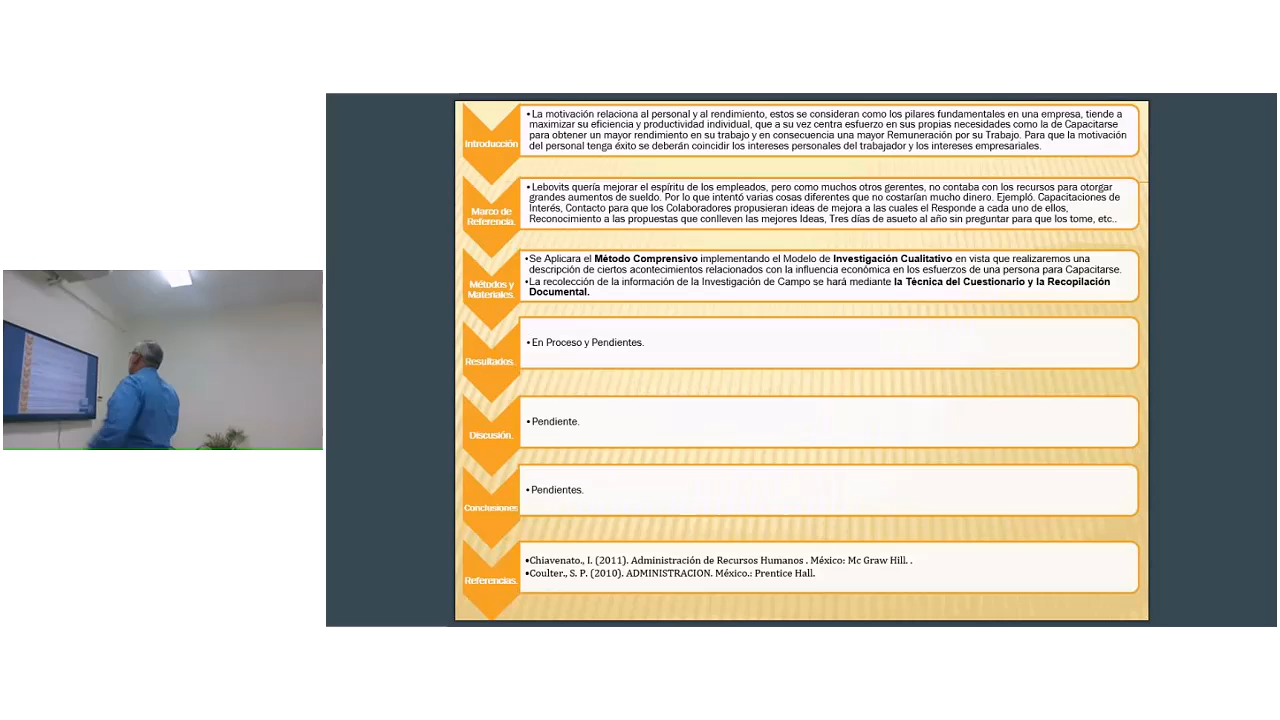 Introducción
•La motivación relaciona al personal y al rendimiento, estos se consideran como los pilares fundamentales en una empresa, tiende a
maximizar su eficiencia y productividad individual, que a su vez centra esfuerzo en sus propias necesidades como la de Capacitarse
para obtener un mayor rendimiento en su trabajo y en consecuencia una mayor Remuneración por su Trabajo. Para que la motivación
del personal tenga éxito se deberán coincidir los intereses personales del trabajador y los intereses empresariales.
Marco de
Referencia.
•Lebovits quería mejorar el espíritu de los empleados, pero como muchos otros gerentes, no contaba con los recursos para otorgar
grandes aumentos de sueldo. Por lo que intentó varias cosas diferentes que no costarían mucho dinero. Ejempló. Capacitaciones de
Interés, Contacto para que los Colaboradores propusieran ideas de mejora a las cuales el Responde a cada uno de ellos,
Reconocimiento a las propuestas que conlleven las mejores Ideas, Tres días de asueto al año sin preguntar para que los tome, etc..
Métodos y
Materiales.
•Se Aplicara el Método Comprensivo implementando el Modelo de Investigación Cualitativo en vista que realizaremos una
descripción de ciertos acontecimientos relacionados con la influencia económica en los esfuerzos de una persona para Capacitarse.
•La recolección de la información de la Investigación de Campo se hará mediante la Técnica del Cuestionario y la Recopilación
Documental.
Resultados.
•En Proceso y Pendientes.
Discusión.
•Pendiente.
Conclusiones
•Pendientes.
Referencias.
•Chiavenato., I. (2011). Administración de Recursos Humanos . México: Mc Graw Hill. .
•Coulter., S. P. (2010). ADMINISTRACION. México.: Prentice Hall.